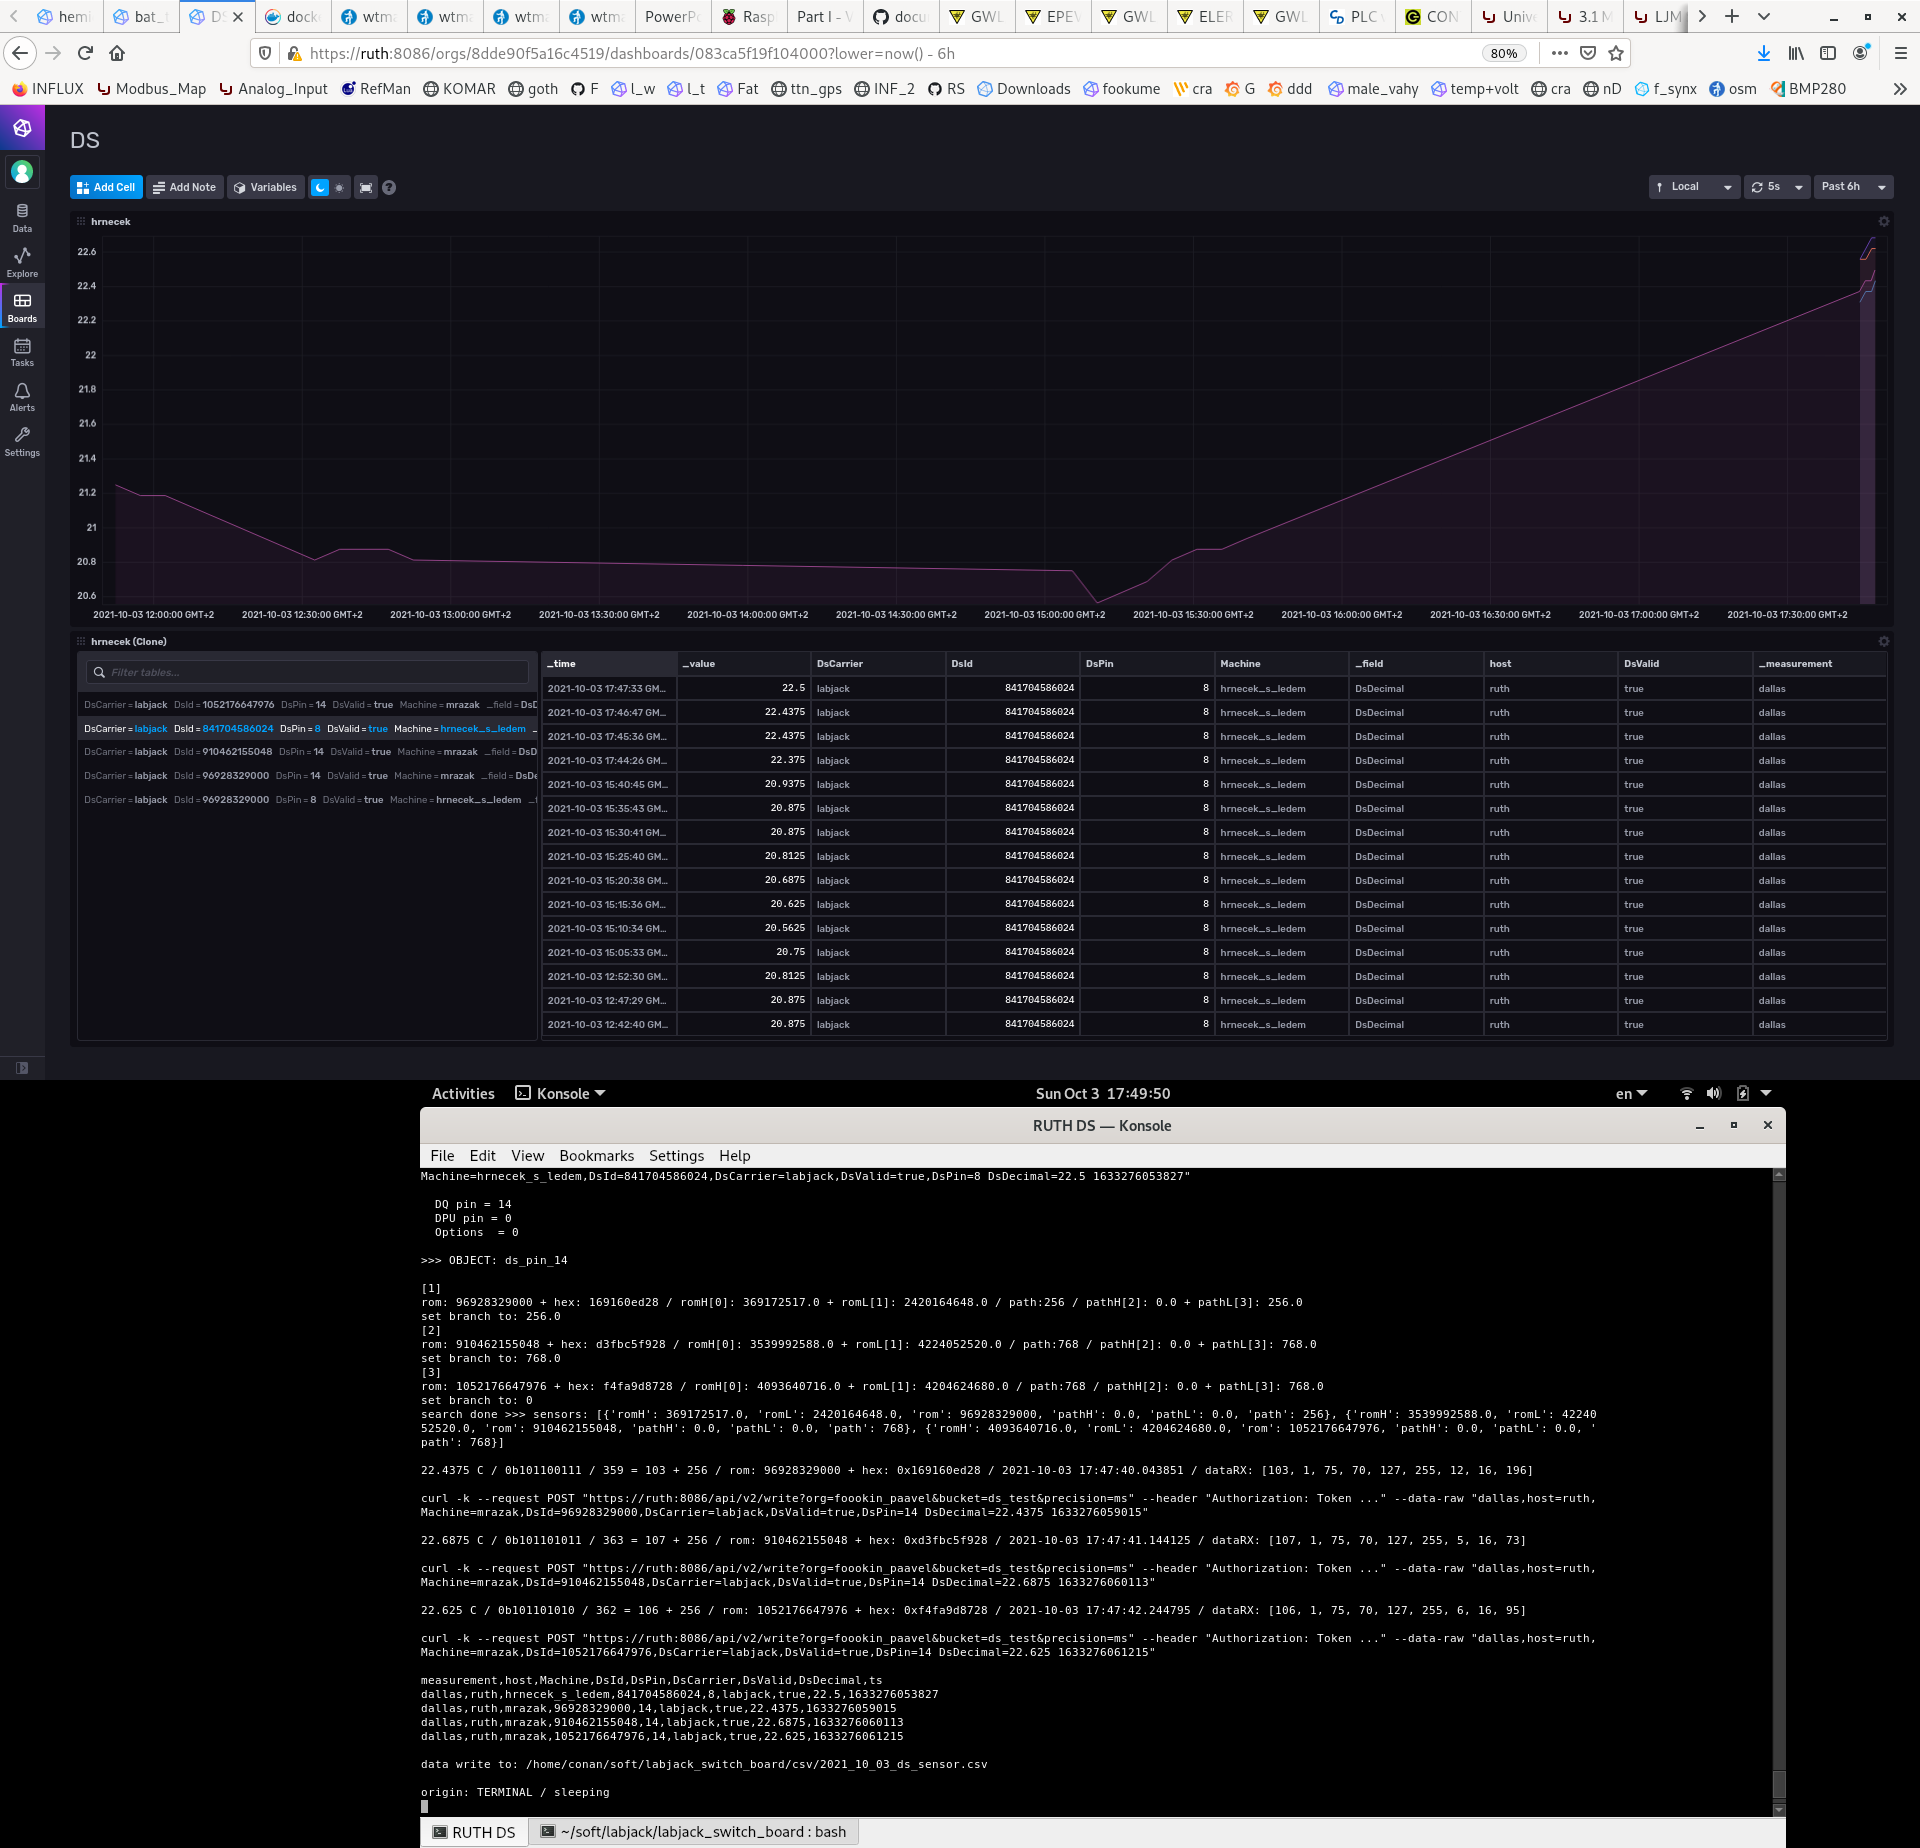 hemi
bat_
DS
docke
wtma
wtma
wtma
wtma
PowerPo
Rasp
Part I - V
docu
GWL
EPEV
GWL
ELER
GWL
PLC
CON
Unive
3.1 M
LJM
https://ruth:8086/orgs/8dde90f5a16c4519/dashboards/083ca5f19f104000?lower=now() - 6h
80%
INFLUX Modbus_Map Analog_Input RefMan KOMAR goth F l_w l_t Fat ttn_gps INF_2 RS Downloads fookume cra G ddd male_vahy temp+volt cra nD f_synx osm BMP280
DS
Add Cell Add Note Variables Local 5s Past 6h
Data
Explore
Boards
Tasks
Alerts
Settings
hrnecek
22.6
22.4
22.2
22
21.8
21.6
21.4
21.2
21
20.8
20.6
2021-10-03 12:00:00 GMT+2 2021-10-03 12:30:00 GMT+2 2021-10-03 13:00:00 GMT+2 2021-10-03 13:30:00 GMT+2 2021-10-03 14:00:00 GMT+2 2021-10-03 14:30:00 GMT+2 2021-10-03 15:00:00 GMT+2 2021-10-03 15:30:00 GMT+2 2021-10-03 16:00:00 GMT+2 2021-10-03 16:30:00 GMT+2 2021-10-03 17:00:00 GMT+2 2021-10-03 17:30:00 GMT+2
hrnecek (Clone)
Filter tables...
DsCarrier = labjack DsId = 1052176647976 DsPin = 14 DsValid = true Machine = mrazak _field = DsD
DsCarrier = labjack DsId = 841704586024 DsPin = 8 DsValid = true Machine = hrnecek_s_ledem _
DsCarrier = labjack DsId = 910462155048 DsPin = 14 DsValid = true Machine = mrazak _field = DsD
DsCarrier = labjack DsId = 96928329000 DsPin = 14 DsValid = true Machine = mrazak _field = DsDe
DsCarrier = labjack DsId = 96928329000 DsPin = 8 DsValid = true Machine = hrnecek_s_ledem _f
_time _value DsCarrier DsId DsPin Machine _field host DsValid _measurement
2021-10-03 17:47:33 GM... 22.5 labjack 841704586024 8 hrnecek_s_ledem DsDecimal ruth true dallas
2021-10-03 17:46:47 GM... 22.4375 labjack 841704586024 8 hrnecek_s_ledem DsDecimal ruth true dallas
2021-10-03 17:45:36 GM... 22.4375 labjack 841704586024 8 hrnecek_s_ledem DsDecimal ruth true dallas
2021-10-03 17:44:26 GM... 22.375 labjack 841704586024 8 hrnecek_s_ledem DsDecimal ruth true dallas
2021-10-03 15:40:45 GM... 20.9375 labjack 841704586024 8 hrnecek_s_ledem DsDecimal ruth true dallas
2021-10-03 15:35:43 GM... 20.875 labjack 841704586024 8 hrnecek_s_ledem DsDecimal ruth true dallas
2021-10-03 15:30:41 GM... 20.875 labjack 841704586024 8 hrnecek_s_ledem DsDecimal ruth true dallas
2021-10-03 15:25:40 GM... 20.8125 labjack 841704586024 8 hrnecek_s_ledem DsDecimal ruth true dallas
2021-10-03 15:20:38 GM... 20.6875 labjack 841704586024 8 hrnecek_s_ledem DsDecimal ruth true dallas
2021-10-03 15:15:36 GM... 20.625 labjack 841704586024 8 hrnecek_s_ledem DsDecimal ruth true dallas
2021-10-03 15:10:34 GM... 20.5625 labjack 841704586024 8 hrnecek_s_ledem DsDecimal ruth true dallas
2021-10-03 15:05:33 GM... 20.75 labjack 841704586024 8 hrnecek_s_ledem DsDecimal ruth true dallas
2021-10-03 12:52:30 GM... 20.8125 labjack 841704586024 8 hrnecek_s_ledem DsDecimal ruth true dallas
2021-10-03 12:47:29 GM... 20.875 labjack 841704586024 8 hrnecek_s_ledem DsDecimal ruth true dallas
2021-10-03 12:42:40 GM... 20.875 labjack 841704586024 8 hrnecek_s_ledem DsDecimal ruth true dallas
Activities Konsole Sun Oct 3 17:49:50 en
RUTH DS — Konsole
File Edit View Bookmarks Settings Help
Machine=hrnecek_s_ledem,DsId=841704586024,DsCarrier=labjack,DsValid=true,DsPin=8 DsDecimal=22.5 1633276053827"
DQ pin = 14
DPU pin = 0
Options  = 0
>>> OBJECT: ds_pin_14
[1]
rom: 96928329000 + hex: 169160ed28 / romH[0]: 369172517.0 + romL[1]: 2420164648.0 / path:256 / pathH[2]: 0.0 + pathL[3]: 256.0
set branch to: 256.0
[2]
rom: 910462155048 + hex: d3fbc5f928 / romH[0]: 3539992588.0 + romL[1]: 4224052520.0 / path:768 / pathH[2]: 0.0 + pathL[3]: 768.0
set branch to: 768.0
[3]
rom: 1052176647976 + hex: f4fa9d8728 / romH[0]: 4093640716.0 + romL[1]: 4204624680.0 / path:768 / pathH[2]: 0.0 + pathL[3]: 768.0
set branch to: 0
search done >>> sensors: [{'romH': 369172517.0, 'romL': 2420164648.0, 'rom': 96928329000, 'pathH': 0.0, 'pathL': 0.0, 'path': 256}, {'romH': 3539992588.0, 'romL': 42240
52520.0, 'rom': 910462155048, 'pathH': 0.0, 'pathL': 0.0, 'path': 768}, {'romH': 4093640716.0, 'romL': 4204624680.0, 'rom': 1052176647976, 'pathH': 0.0, 'pathL': 0.0, '
path': 768}]
22.4375 C / 0b101100111 / 359 = 103 + 256 / rom: 96928329000 + hex: 0x169160ed28 / 2021-10-03 17:47:40.043851 / dataRX: [103, 1, 75, 70, 127, 255, 12, 16, 196]
curl -k --request POST "https://ruth:8086/api/v2/write?org=foookin_paavel&bucket=ds_test&precision=ms" --header "Authorization: Token ..." --data-raw "dallas,host=ruth,
Machine=mrazak,DsId=96928329000,DsCarrier=labjack,DsValid=true,DsPin=14 DsDecimal=22.4375 1633276059015"
22.6875 C / 0b101101011 / 363 = 107 + 256 / rom: 910462155048 + hex: 0xd3fbc5f928 / 2021-10-03 17:47:41.144125 / dataRX: [107, 1, 75, 70, 127, 255, 5, 16, 73]
curl -k --request POST "https://ruth:8086/api/v2/write?org=foookin_paavel&bucket=ds_test&precision=ms" --header "Authorization: Token ..." --data-raw "dallas,host=ruth,
Machine=mrazak,DsId=910462155048,DsCarrier=labjack,DsValid=true,DsPin=14 DsDecimal=22.6875 1633276060113"
22.625 C / 0b101101010 / 362 = 106 + 256 / rom: 1052176647976 + hex: 0xf4fa9d8728 / 2021-10-03 17:47:42.244795 / dataRX: [106, 1, 75, 70, 127, 255, 6, 16, 95]
curl -k --request POST "https://ruth:8086/api/v2/write?org=foookin_paavel&bucket=ds_test&precision=ms" --header "Authorization: Token ..." --data-raw "dallas,host=ruth,
Machine=mrazak,DsId=1052176647976,DsCarrier=labjack,DsValid=true,DsPin=14 DsDecimal=22.625 1633276061215"
measurement,host,Machine,DsId,DsPin,DsCarrier,DsValid,DsDecimal,ts
dallas,ruth,hrnecek_s_ledem,841704586024,8,labjack,true,22.5,1633276053827
dallas,ruth,mrazak,96928329000,14,labjack,true,22.4375,1633276059015
dallas,ruth,mrazak,910462155048,14,labjack,true,22.6875,1633276060113
dallas,ruth,mrazak,1052176647976,14,labjack,true,22.625,1633276061215
data write to: /home/conan/soft/labjack_switch_board/csv/2021_10_03_ds_sensor.csv
origin: TERMINAL / sleeping
RUTH DS ~/soft/labjack/labjack_switch_board : bash